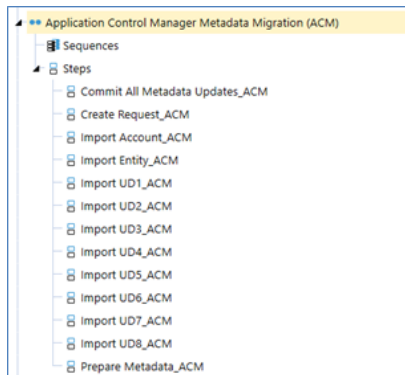 Application Control Manager Metadata Migration (ACM)
Sequences
Steps
Commit All Metadata Updates_ACM
Create Request_ACM
Import Account_ACM
Import Entity_ACM
Import UD1_ACM
Import UD2_ACM
Import UD3_ACM
Import UD4_ACM
Import UD5_ACM
Import UD6_ACM
Import UD7_ACM
Import UD8_ACM
Prepare Metadata_ACM